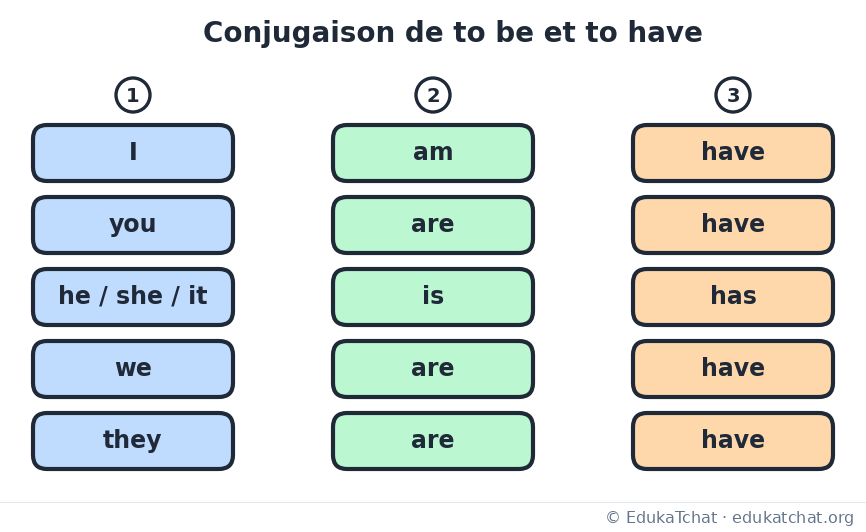 Conjugaison de to be et to have
1 2 3
I am have
you are have
he / she / it is has
we are have
they are have
© EdukaTchat · edukatchat.org